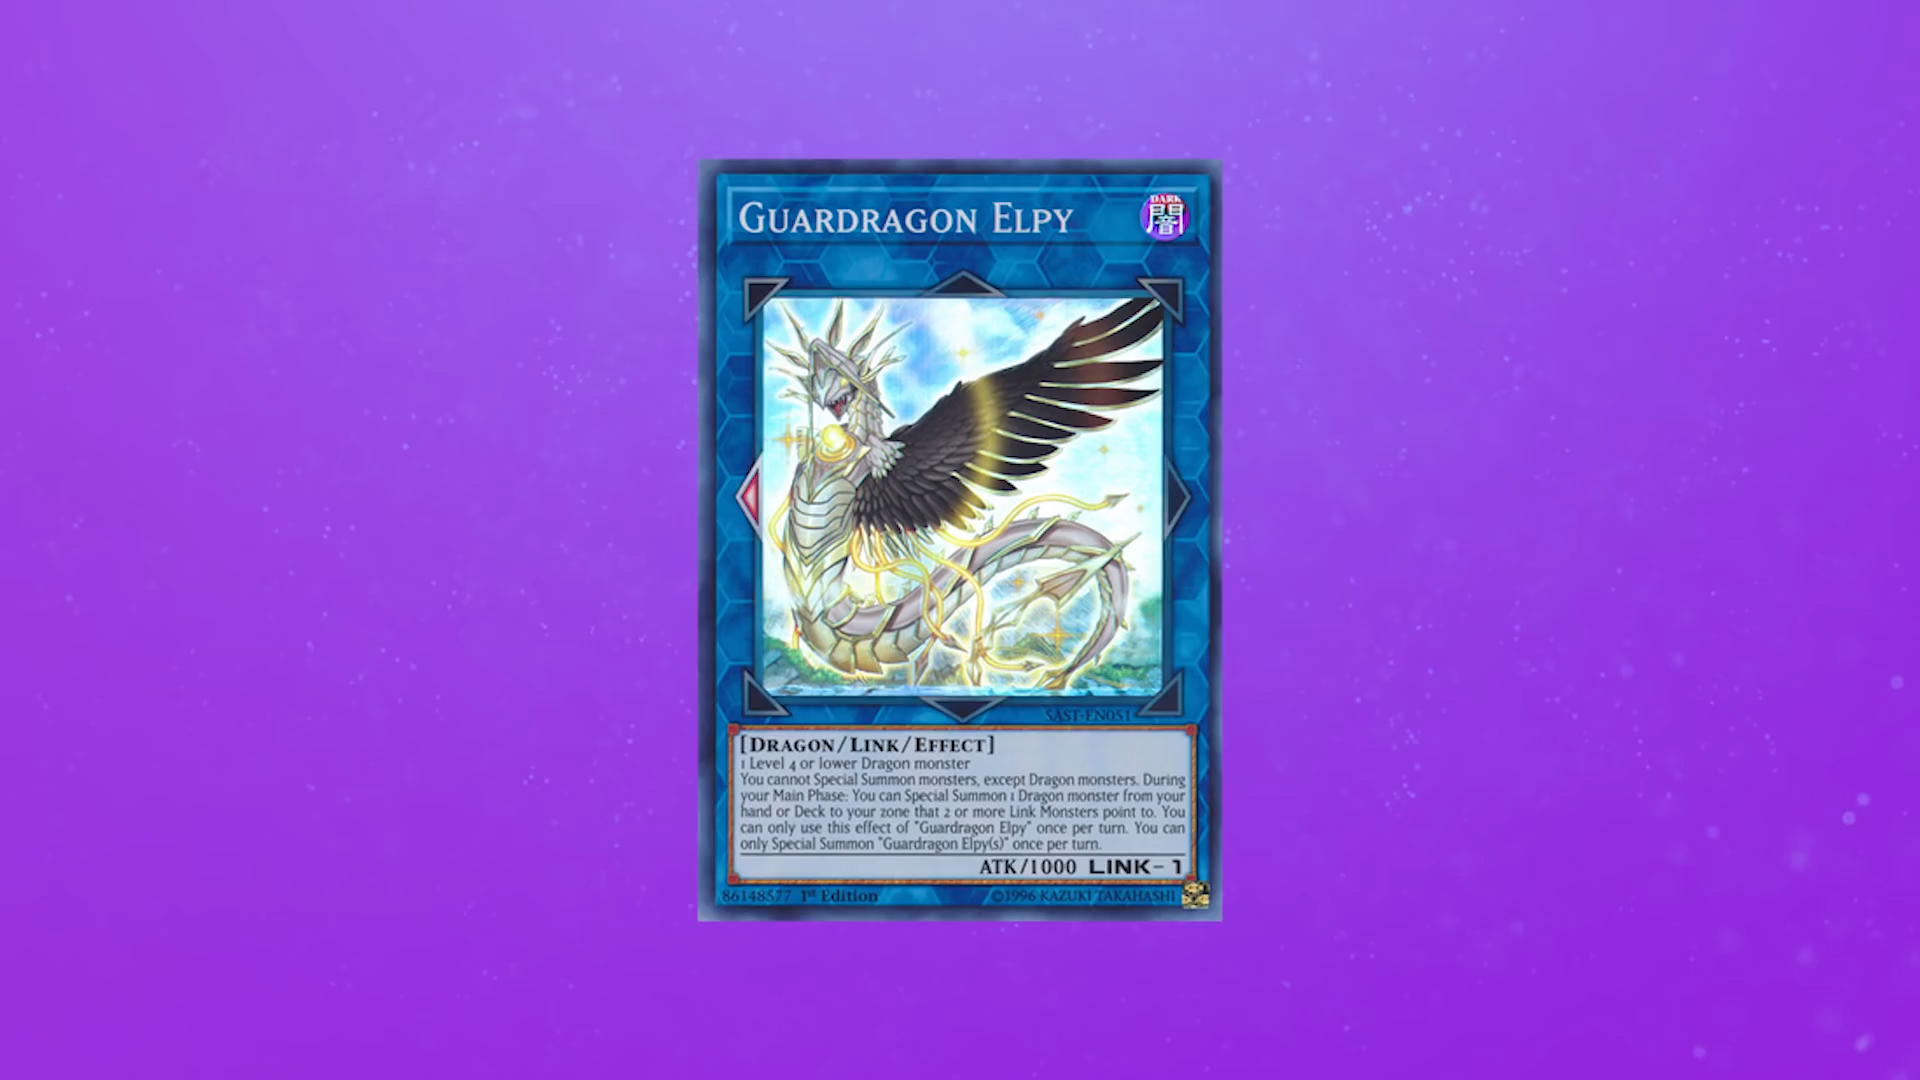 GUARDRAGON ELPY
DARK
闇
SAST-EN051
[DRAGON/LINK/EFFECT]
1 Level 4 or lower Dragon monster
You cannot Special Summon monsters, except Dragon monsters. During
your Main Phase: You can Special Summon 1 Dragon monster from your
hand or Deck to your zone that 2 or more Link Monsters point to. You
can only use this effect of "Guardragon Elpy" once per turn. You can
only Special Summon "Guardragon Elpy(s)" once per turn.
ATK/1000 LINK-1
86148577 1st Edition ©1996 KAZUKI TAKAHASHI